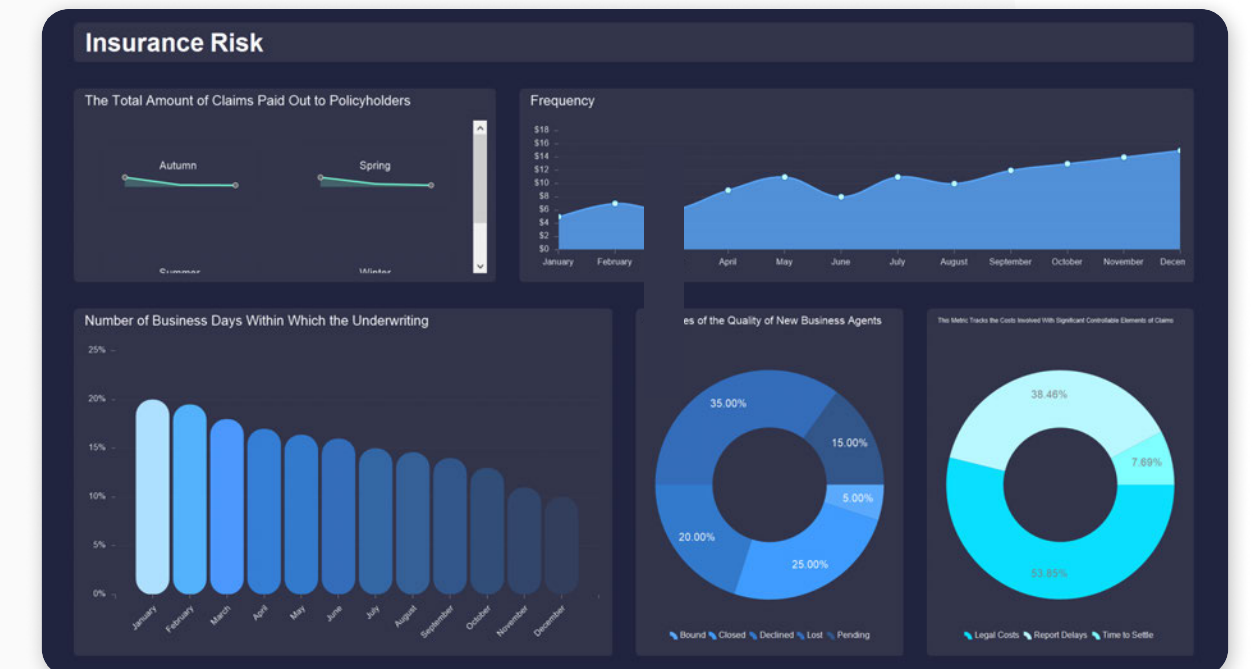 Insurance Risk
The Total Amount of Claims Paid Out to Policyholders
Autumn
Spring
Summer
Winter
Frequency
$18
$16
$14
$12
$10
$8
$6
$4
$2
$0
January February April May June July August September October November Decen
Number of Business Days Within Which the Underwriting
25%
20%
15%
10%
5%
0%
January February March April May June July August September October November December
es of the Quality of New Business Agents
35.00%
15.00%
5.00%
20.00%
25.00%
Bound Closed Declined Lost Pending
This Metric Tracks the Costs Involved With Significant Controllable Elements of Claims
38.46%
7.69%
53.85%
Legal Costs Report Delays Time to Settle